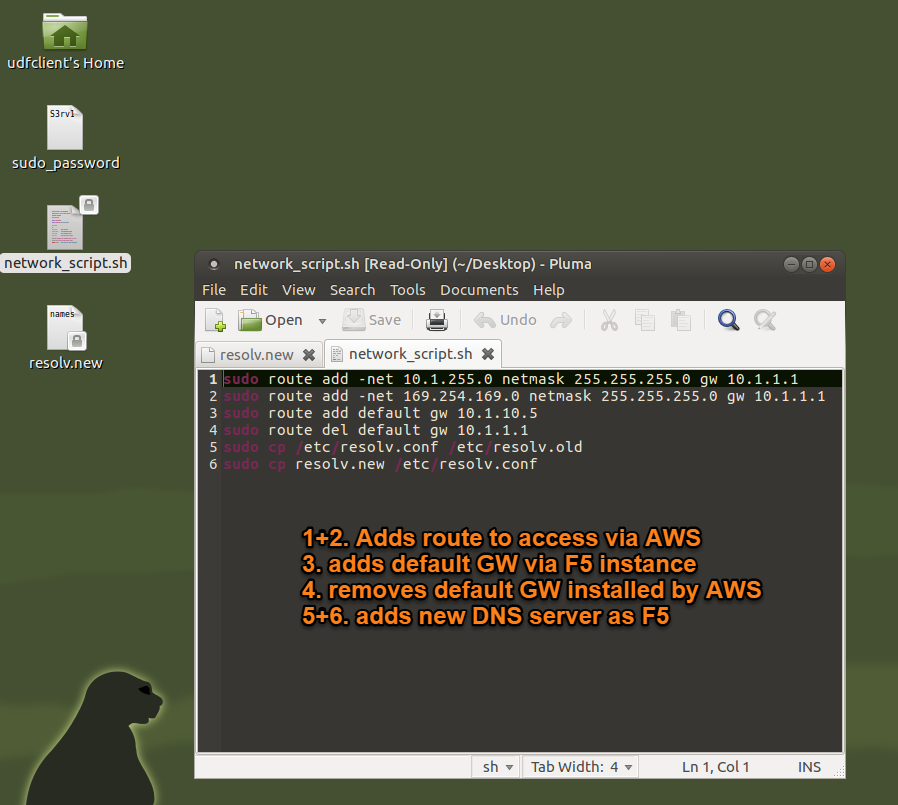 udfclient's Home
S3rv1
sudo_password
network_script.sh
names
resolv.new
network_script.sh [Read-Only] (~/Desktop) - Pluma
File Edit View Search Tools Documents Help
Open Save Undo
resolv.new network_script.sh
1 sudo route add -net 10.1.255.0 netmask 255.255.255.0 gw 10.1.1.1
2 sudo route add -net 169.254.169.0 netmask 255.255.255.0 gw 10.1.1.1
3 sudo route add default gw 10.1.10.5
4 sudo route del default gw 10.1.1.1
5 sudo cp /etc/resolv.conf /etc/resolv.old
6 sudo cp resolv.new /etc/resolv.conf
1+2. Adds route to access via AWS
3. adds default GW via F5 instance
4. removes default GW installed by AWS
5+6. adds new DNS server as F5
sh Tab Width: 4 Ln 1, Col 1 INS